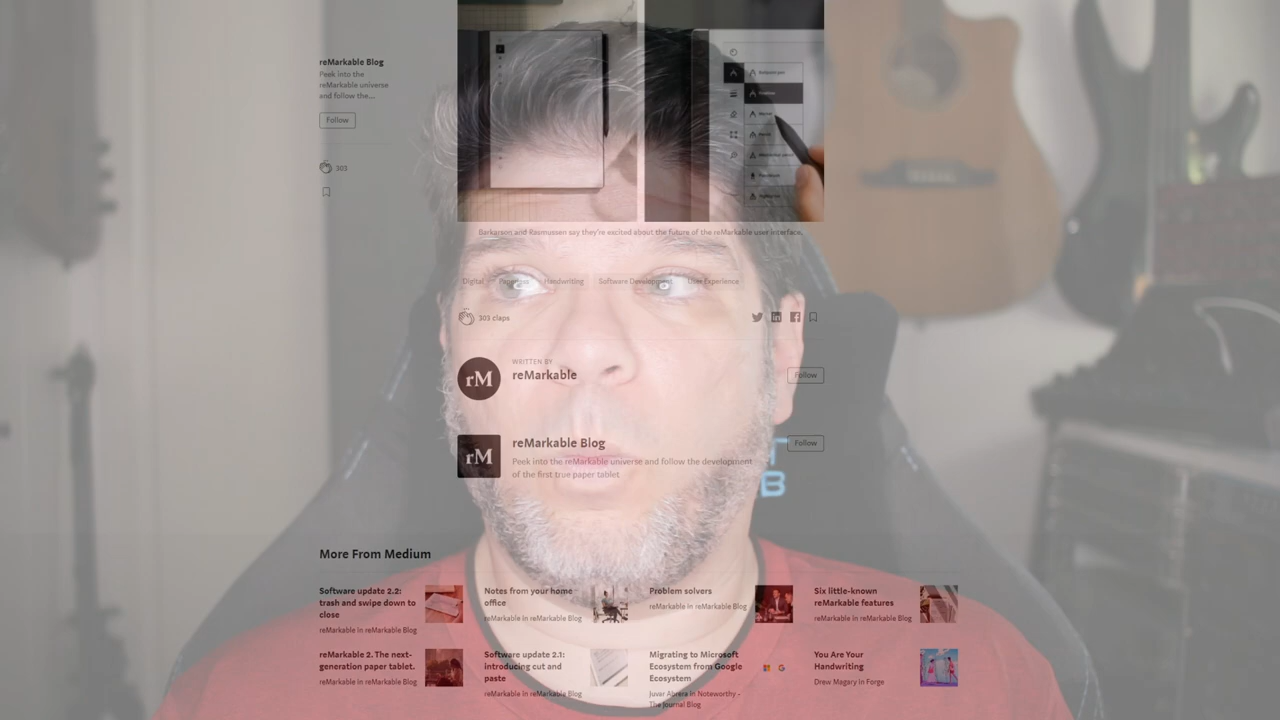 reMarkable Blog
Peek into the
reMarkable universe
and follow the...
Follow
303
Barkarson and Rasmussen say they're excited about the future of the reMarkable user interface.
Digital
Paperless
Handwriting
Software Development
User Experience
303 claps
WRITTEN BY
rM
reMarkable
Follow
rM
reMarkable Blog
Follow
Peek into the reMarkable universe and follow the development
of the first true paper tablet
T
B
More From Medium
Software update 2.2:
trash and swipe down to
close
reMarkable in reMarkable Blog
Notes from your home
office
reMarkable in reMarkable Blog
Problem solvers
reMarkable in reMarkable Blog
Six little-known
reMarkable features
reMarkable in reMarkable Blog
reMarkable 2. The next-
generation paper tablet.
reMarkable in reMarkable Blog
Software update 2.1:
introducing cut and
paste
reMarkable in reMarkable Blog
Migrating to Microsoft
Ecosystem from Google
Ecosystem
Juvar Abrera in Noteworthy -
The Journal Blog
You Are Your
Handwriting
Drew Magary in Forge